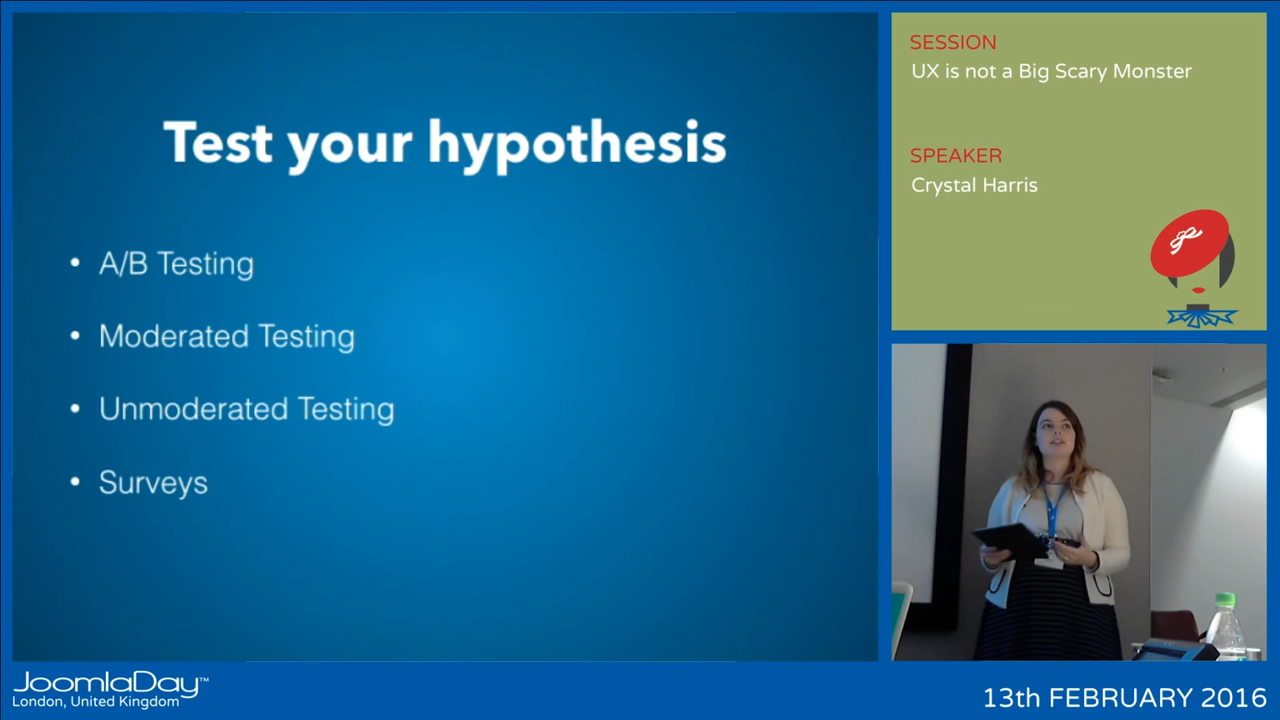 Test your hypothesis
• A/B Testing
• Moderated Testing
• Unmoderated Testing
• Surveys
SESSION
UX is not a Big Scary Monster
SPEAKER
Crystal Harris
JoomlaDay™
London, United Kingdom
13th FEBRUARY 2016